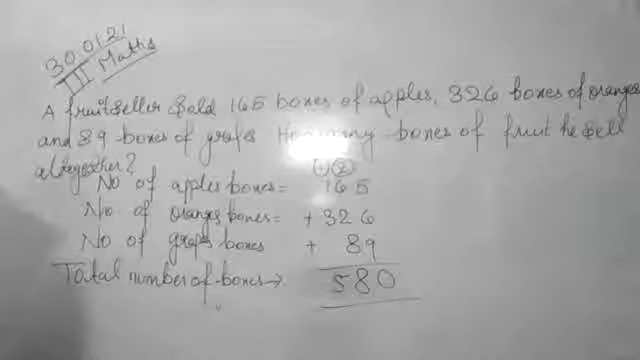 30.01.21
III Maths
A fruitseller Sold 165 boxes of apples, 326 boxes of oranges
and 89 boxes of grapes How many boxes of fruit he sell
altogether?
① ②
No of apples boxes = 165
No. of oranges boxes = + 326
No of grapes boxes + 89
Total number of boxes → 580